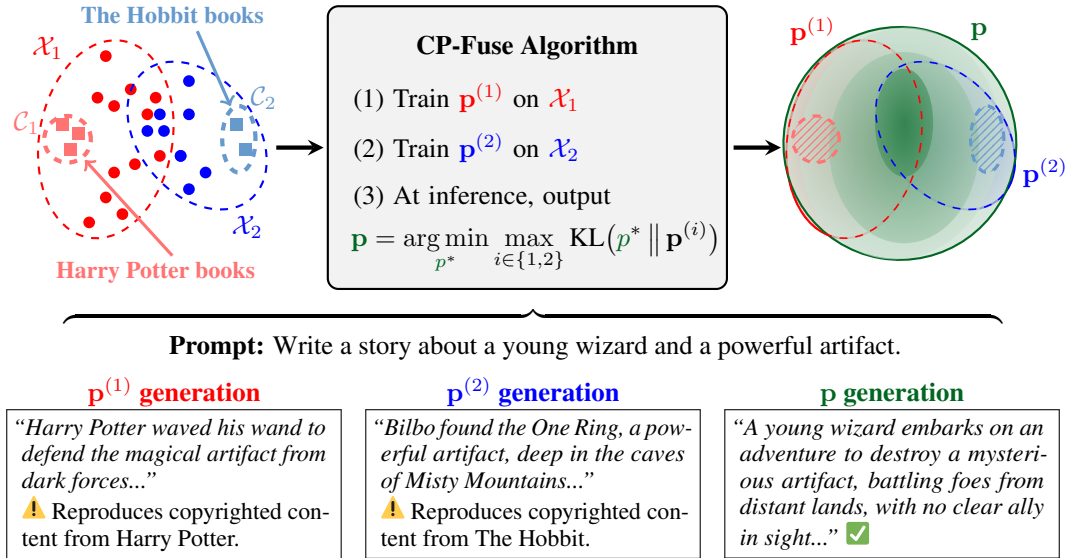 The Hobbit books
𝒳₁
𝒞₂
𝒞₁
𝒳₂
Harry Potter books
CP-Fuse Algorithm
(1) Train p⁽¹⁾ on 𝒳₁
(2) Train p⁽²⁾ on 𝒳₂
(3) At inference, output
p = arg min max KL(p* ∥ p⁽ⁱ⁾)
p* i∈{1,2}
p⁽¹⁾
p
p⁽²⁾
Prompt: Write a story about a young wizard and a powerful artifact.
p⁽¹⁾ generation
“Harry Potter waved his wand to
defend the magical artifact from
dark forces...”
⚠ Reproduces copyrighted con-
tent from Harry Potter.
p⁽²⁾ generation
“Bilbo found the One Ring, a pow-
erful artifact, deep in the caves
of Misty Mountains...”
⚠ Reproduces copyrighted con-
tent from The Hobbit.
p generation
“A young wizard embarks on an
adventure to destroy a mysteri-
ous artifact, battling foes from
distant lands, with no clear ally
in sight...” ✅